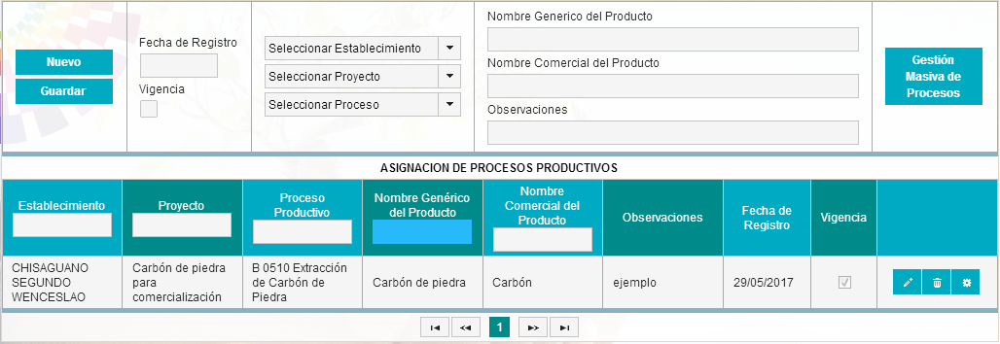 Nuevo
Guardar
Fecha de Registro
Vigencia
Seleccionar Establecimiento
Seleccionar Proyecto
Seleccionar Proceso
Nombre Generico del Producto
Nombre Comercial del Producto
Observaciones
Gestión
Masiva de
Procesos
ASIGNACION DE PROCESOS PRODUCTIVOS
Establecimiento
Proyecto
Proceso
Productivo
Nombre Genérico
del Producto
Nombre
Comercial del
Producto
Observaciones
Fecha de
Registro
Vigencia
CHISAGUANO
SEGUNDO
WENCESLAO
Carbón de piedra
para
comercialización
B 0510 Extracción
de Carbón de
Piedra
Carbón de piedra
Carbón
ejemplo
29/05/2017
1